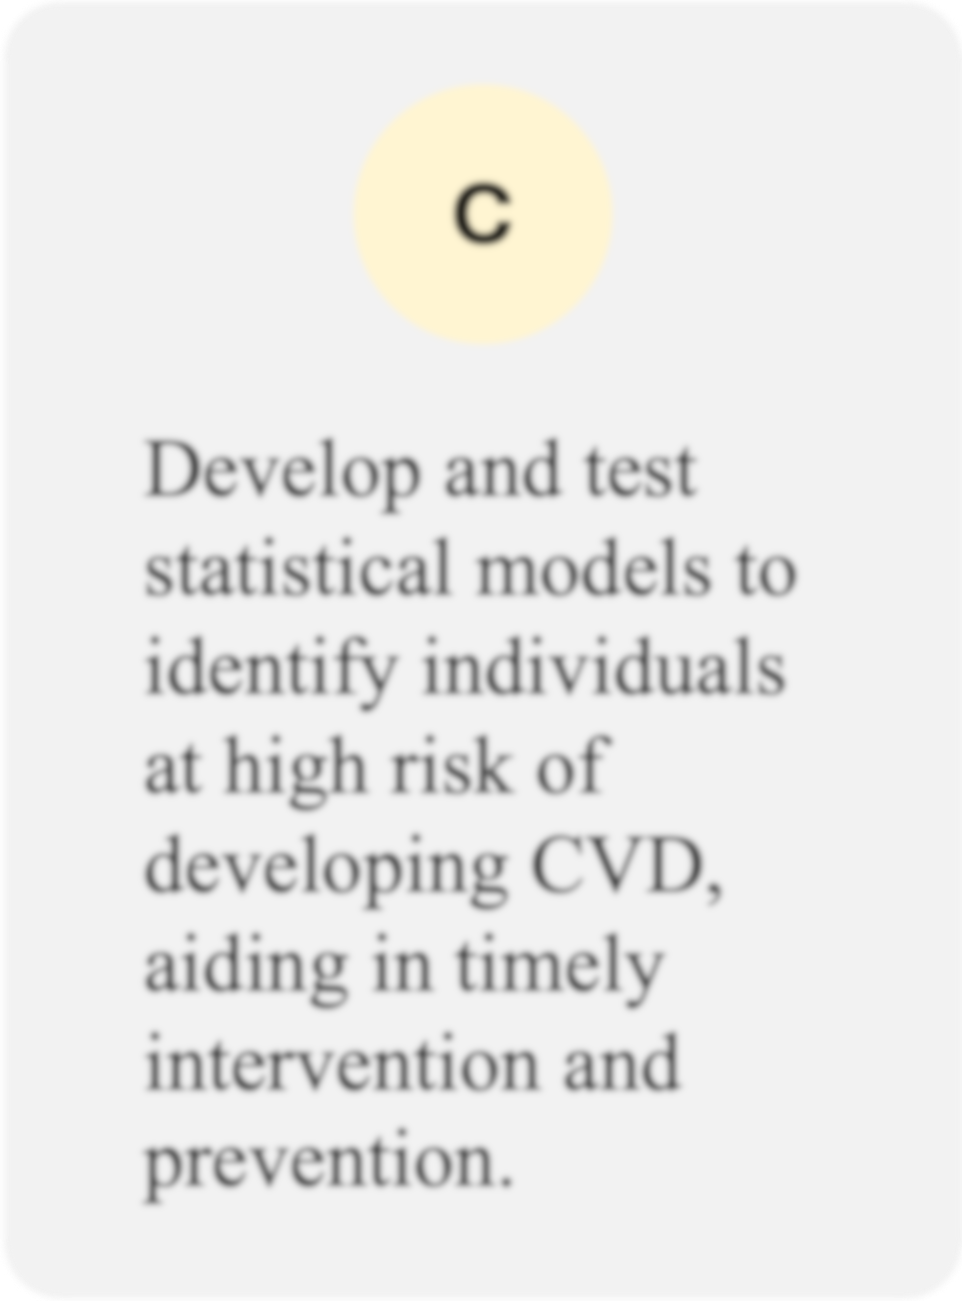 C
Develop and test
statistical models to
identify individuals
at high risk of
developing CVD,
aiding in timely
intervention and
prevention.